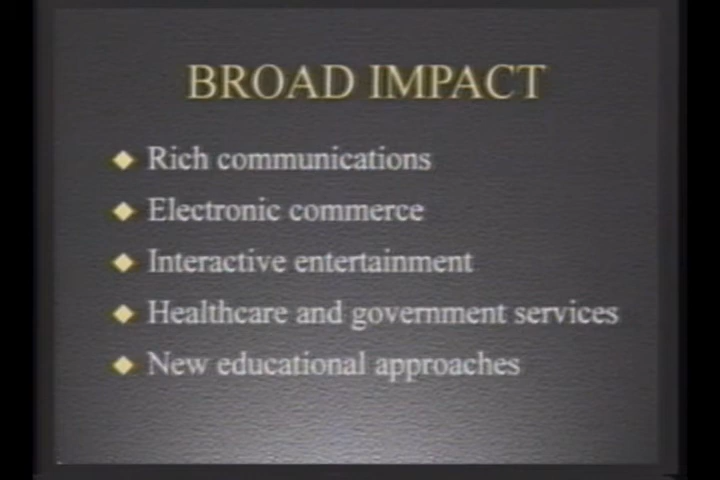 BROAD IMPACT
Rich communications
Electronic commerce
Interactive entertainment
Healthcare and government services
New educational approaches